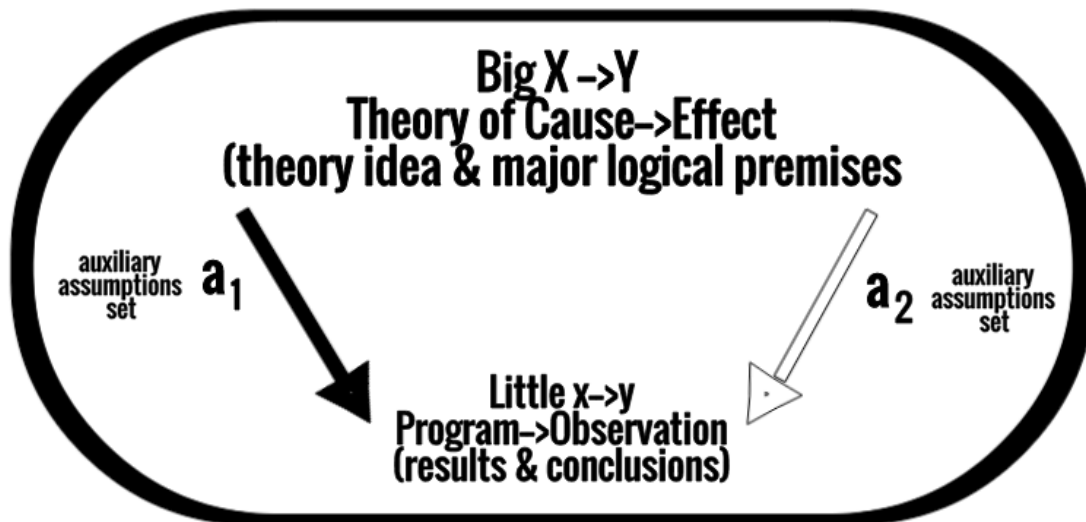 Big X –>Y
Theory of Cause–>Effect
(theory idea & major logical premises
auxiliary
assumptions
set
a1
a2
auxiliary
assumptions
set
Little x–>y
Program–>Observation
(results & conclusions)